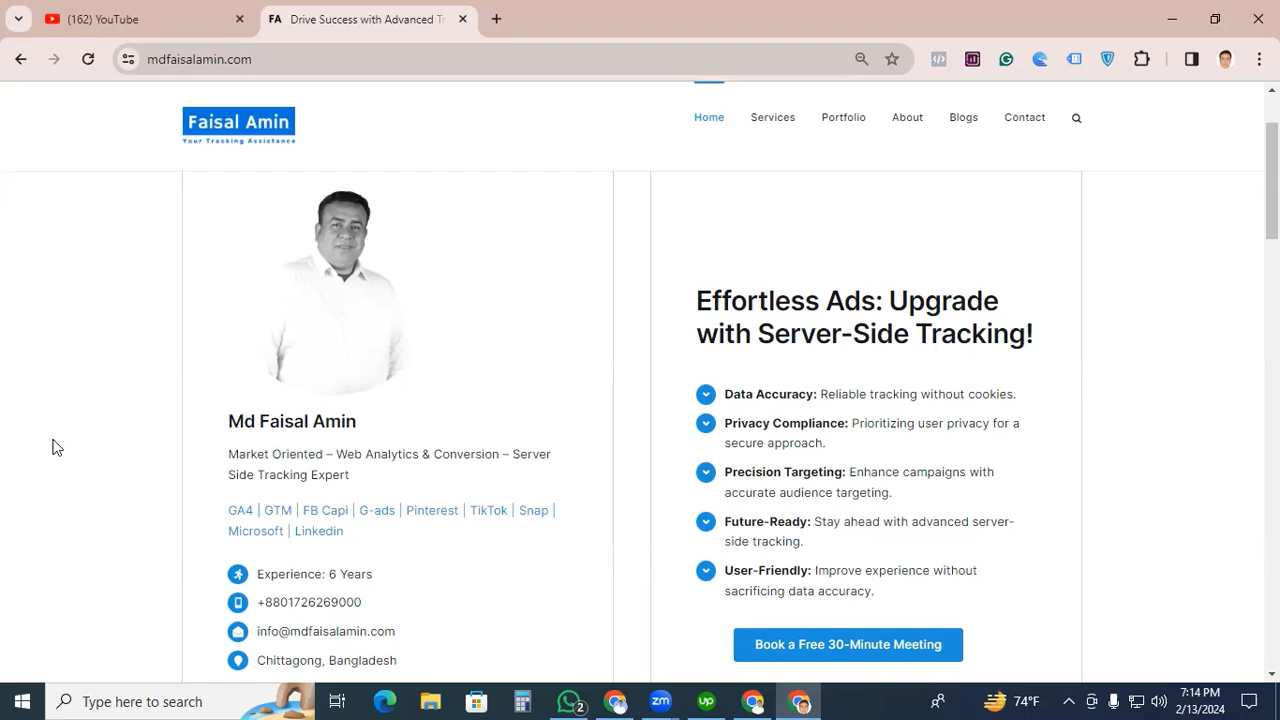 (162) YouTube
FA Drive Success with Advanced Tr
mdfaisalamin.com
Faisal Amin
Your Tracking Assistance
Home
Services
Portfolio
About
Blogs
Contact
Md Faisal Amin
Market Oriented – Web Analytics & Conversion – Server
Side Tracking Expert
GA4 | GTM | FB Capi | G-ads | Pinterest | TikTok | Snap |
Microsoft | Linkedin
Experience: 6 Years
+8801726269000
info@mdfaisalamin.com
Chittagong, Bangladesh
Effortless Ads: Upgrade
with Server-Side Tracking!
Data Accuracy: Reliable tracking without cookies.
Privacy Compliance: Prioritizing user privacy for a
secure approach.
Precision Targeting: Enhance campaigns with
accurate audience targeting.
Future-Ready: Stay ahead with advanced server-
side tracking.
User-Friendly: Improve experience without
sacrificing data accuracy.
Book a Free 30-Minute Meeting
Type here to search
2
up
74°F
7:14 PM
2/13/2024